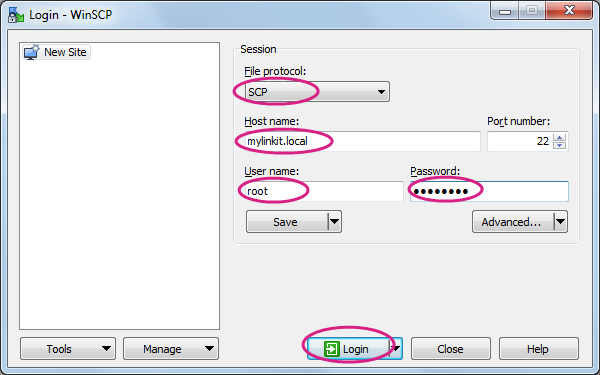 Login - WinSCP
New Site
Session
File protocol:
SCP
Host name:
Port number:
mylinkit.local
22
User name:
Password:
root
●●●●●●●●
Save
Advanced...
Tools
Manage
Login
Close
Help